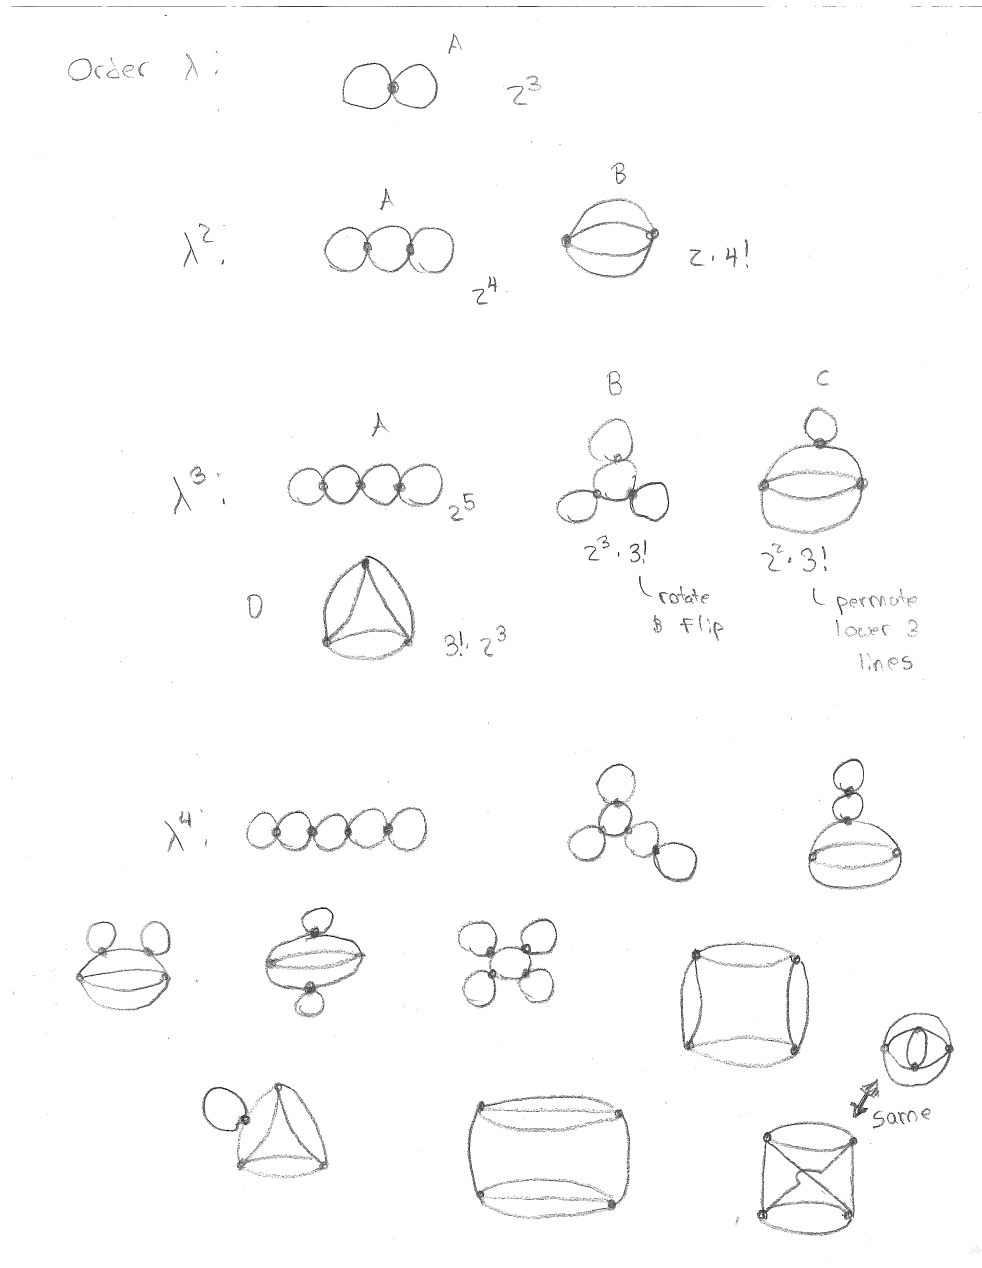 A
Order λ:
2³
B
A
λ²:
2·4!
2⁴
B
C
A
λ³:
2⁵
2³·3!
2²·3!
rotate
& flip
permute
lower 3
lines
D
3!·2³
λ⁴:
same